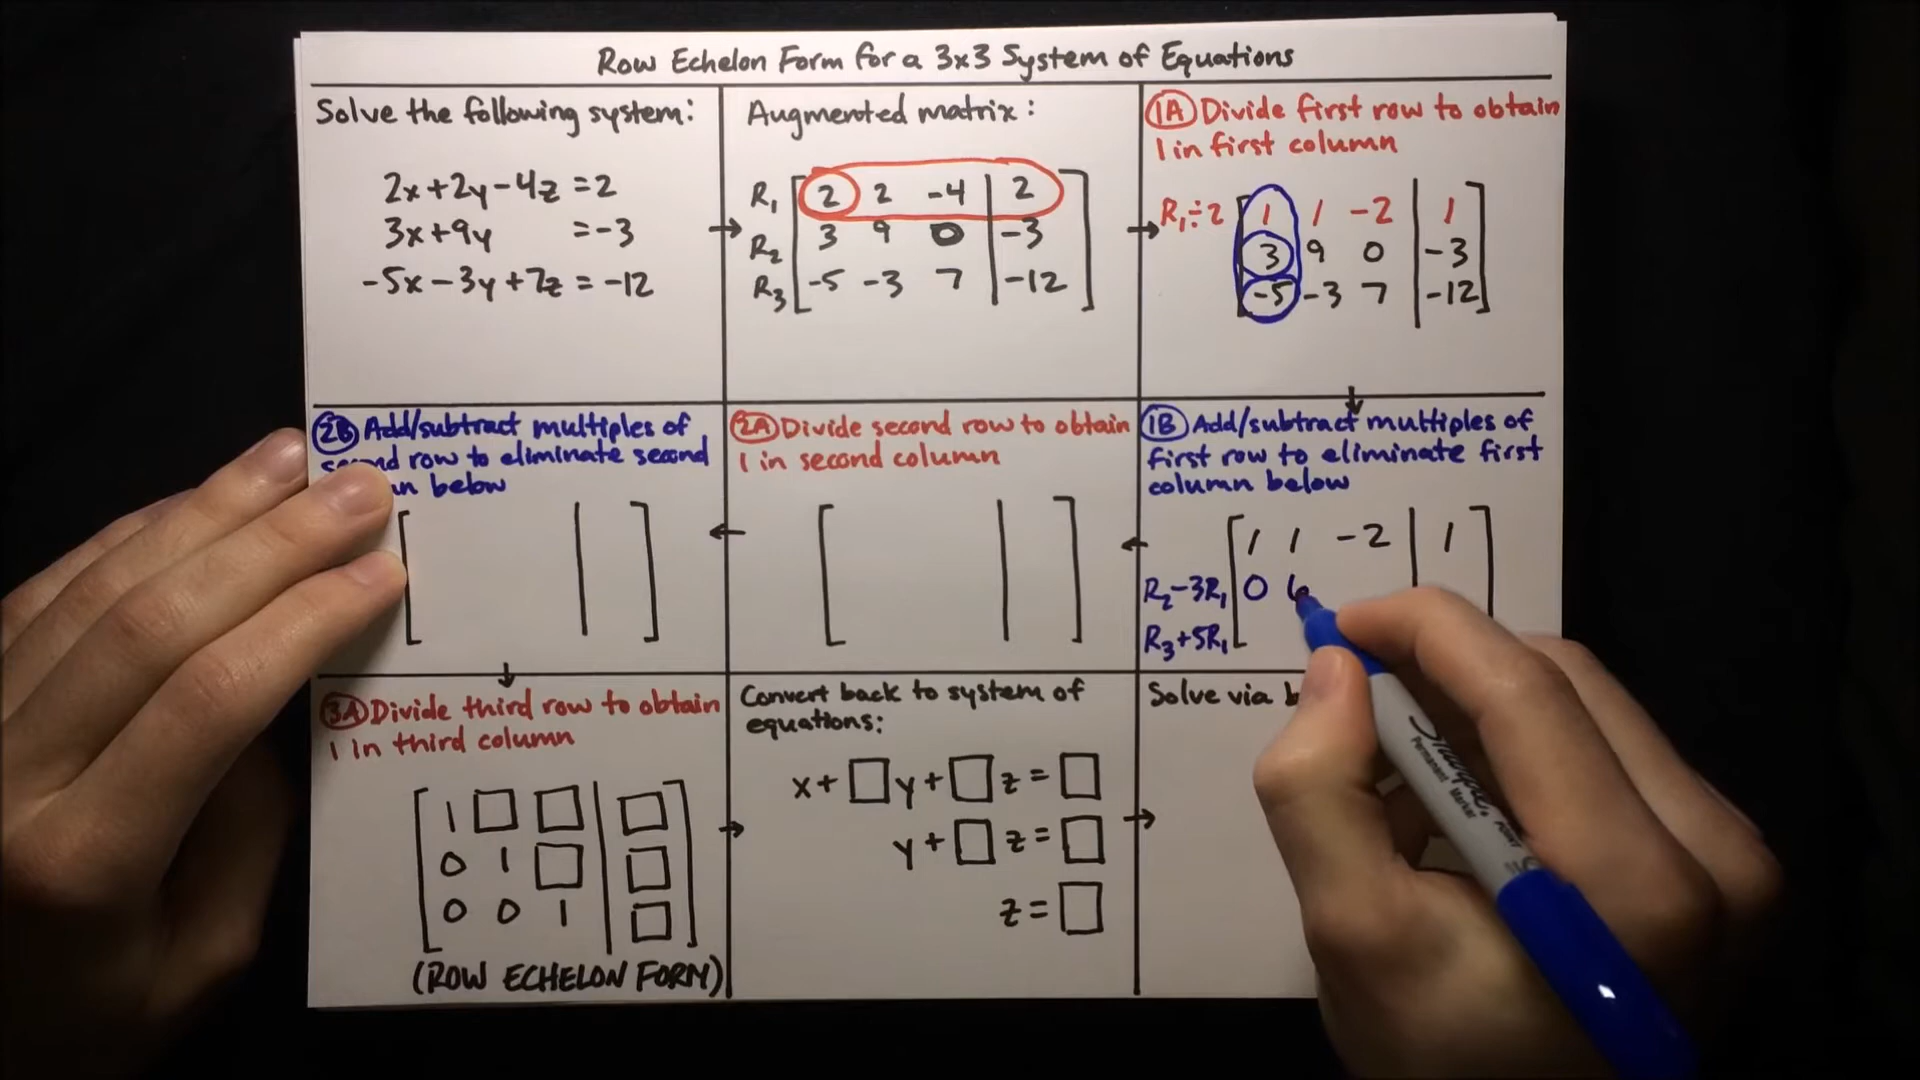 Row Echelon Form for a 3x3 System of Equations
Solve the following system:
2x+2y-4z=2
3x+9y =-3
-5x-3y+7z=-12
Augmented matrix:
R1 2 2 -4 2
R2 3 9 0 -3
R3 -5 -3 7 -12
1A Divide first row to obtain
1 in first column
R1÷2 1 1 -2 1
3 9 0 -3
-5 -3 7 -12
2B Add/subtract multiples of
second row to eliminate second
below
2A Divide second row to obtain
1 in second column
1B Add/subtract multiples of
first row to eliminate first
column below
1 1 -2 1
R2-3R1 0 6
R3+5R1
3A Divide third row to obtain
1 in third column
1 □ □ □
0 1 □ □
0 0 1 □
(ROW ECHELON FORM)
Convert back to system of
equations:
x+□y+□z=□
y+□z=□
z=□
Solve via
Sharpie.
Permanent Marker